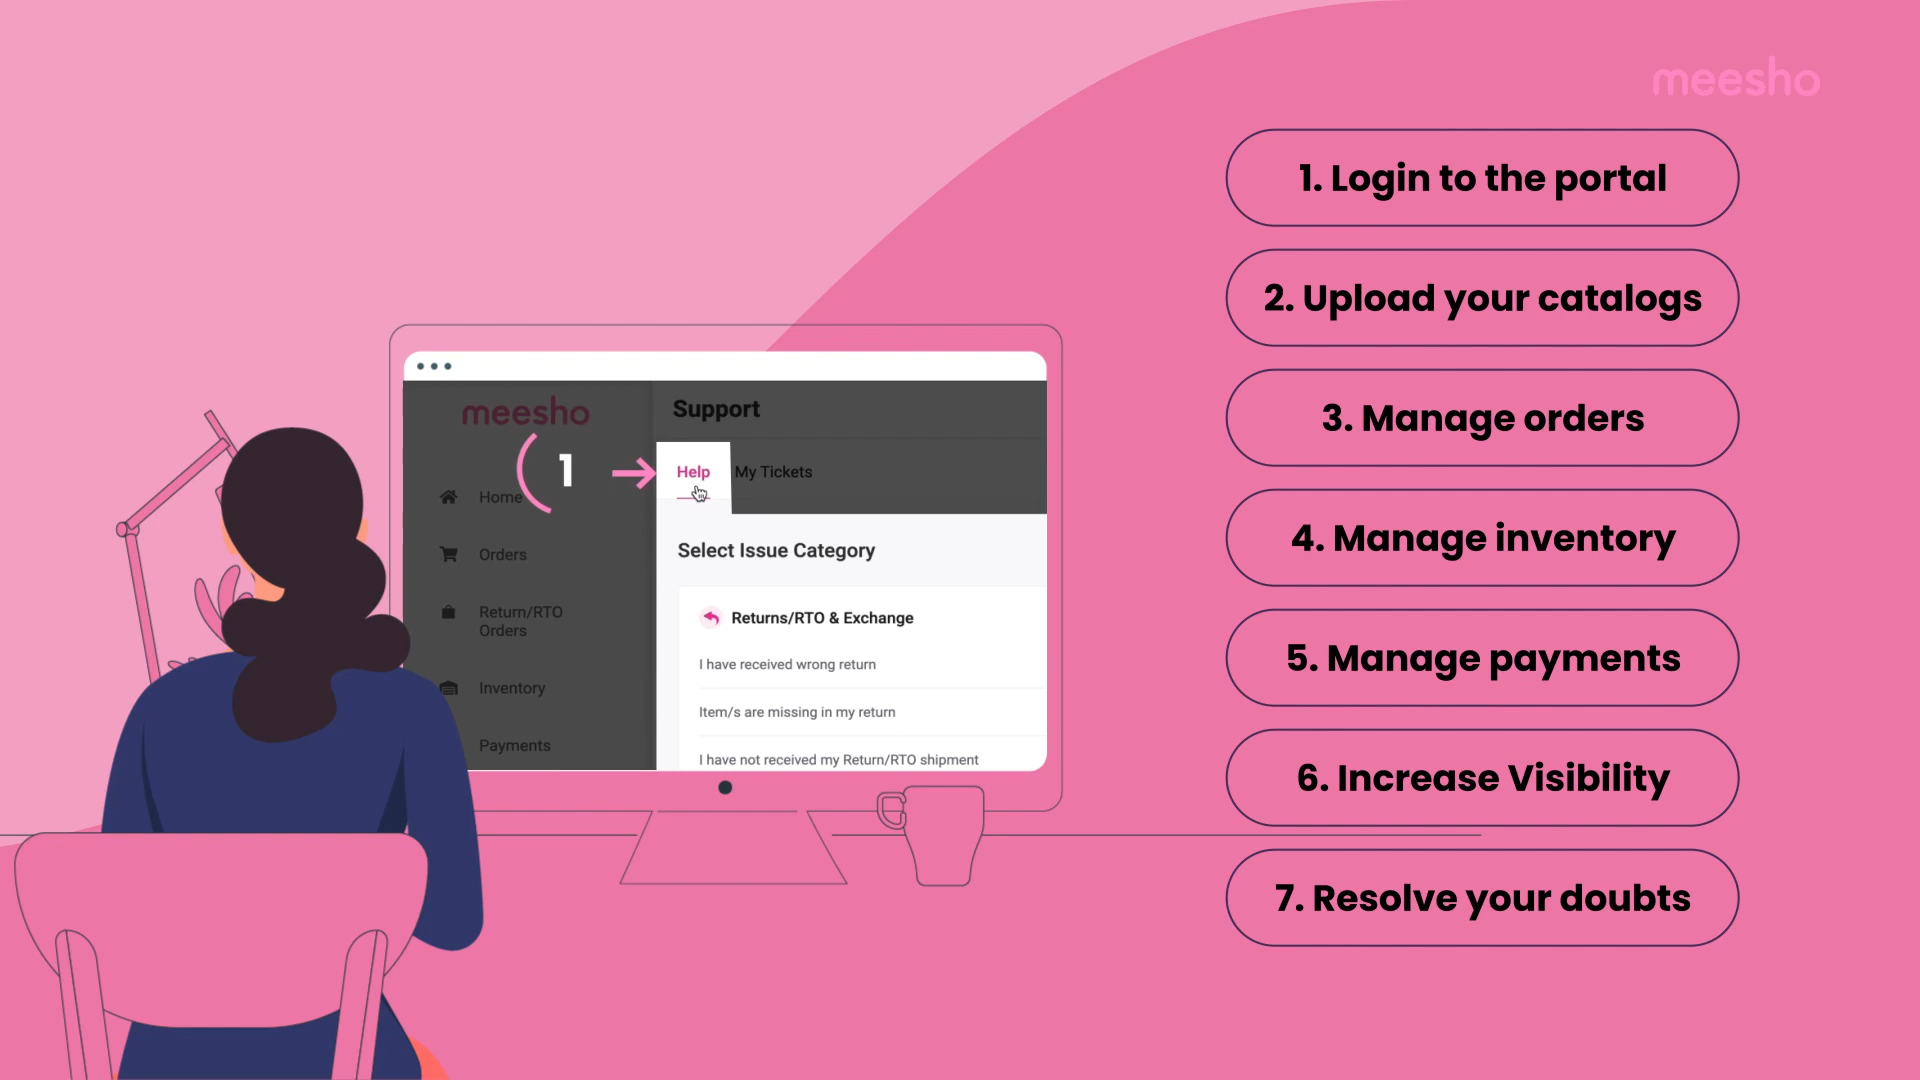 meesho
1. Login to the portal
2. Upload your catalogs
3. Manage orders
4. Manage inventory
5. Manage payments
6. Increase Visibility
7. Resolve your doubts
meesho
1
Home
Orders
Return/RTO
Orders
Inventory
Payments
Support
Help
My Tickets
Select Issue Category
Returns/RTO & Exchange
I have received wrong return
Item/s are missing in my return
I have not received my Return/RTO shipment